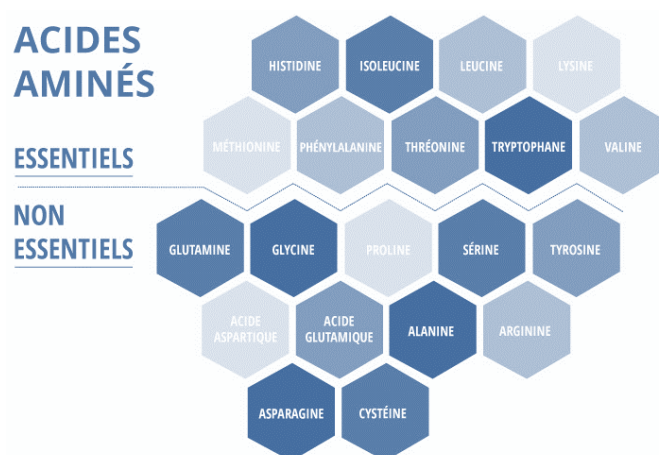 ACIDES
AMINÉS
HISTIDINE
ISOLEUCINE
LEUCINE
LYSINE
MÉTHIONINE
PHÉNYLALANINE
THRÉONINE
TRYPTOPHANE
VALINE
ESSENTIELS
NON
ESSENTIELS
GLUTAMINE
GLYCINE
PROLINE
SÉRINE
TYROSINE
ACIDE
ASPARTIQUE
ACIDE
GLUTAMIQUE
ALANINE
ARGININE
ASPARAGINE
CYSTÉINE